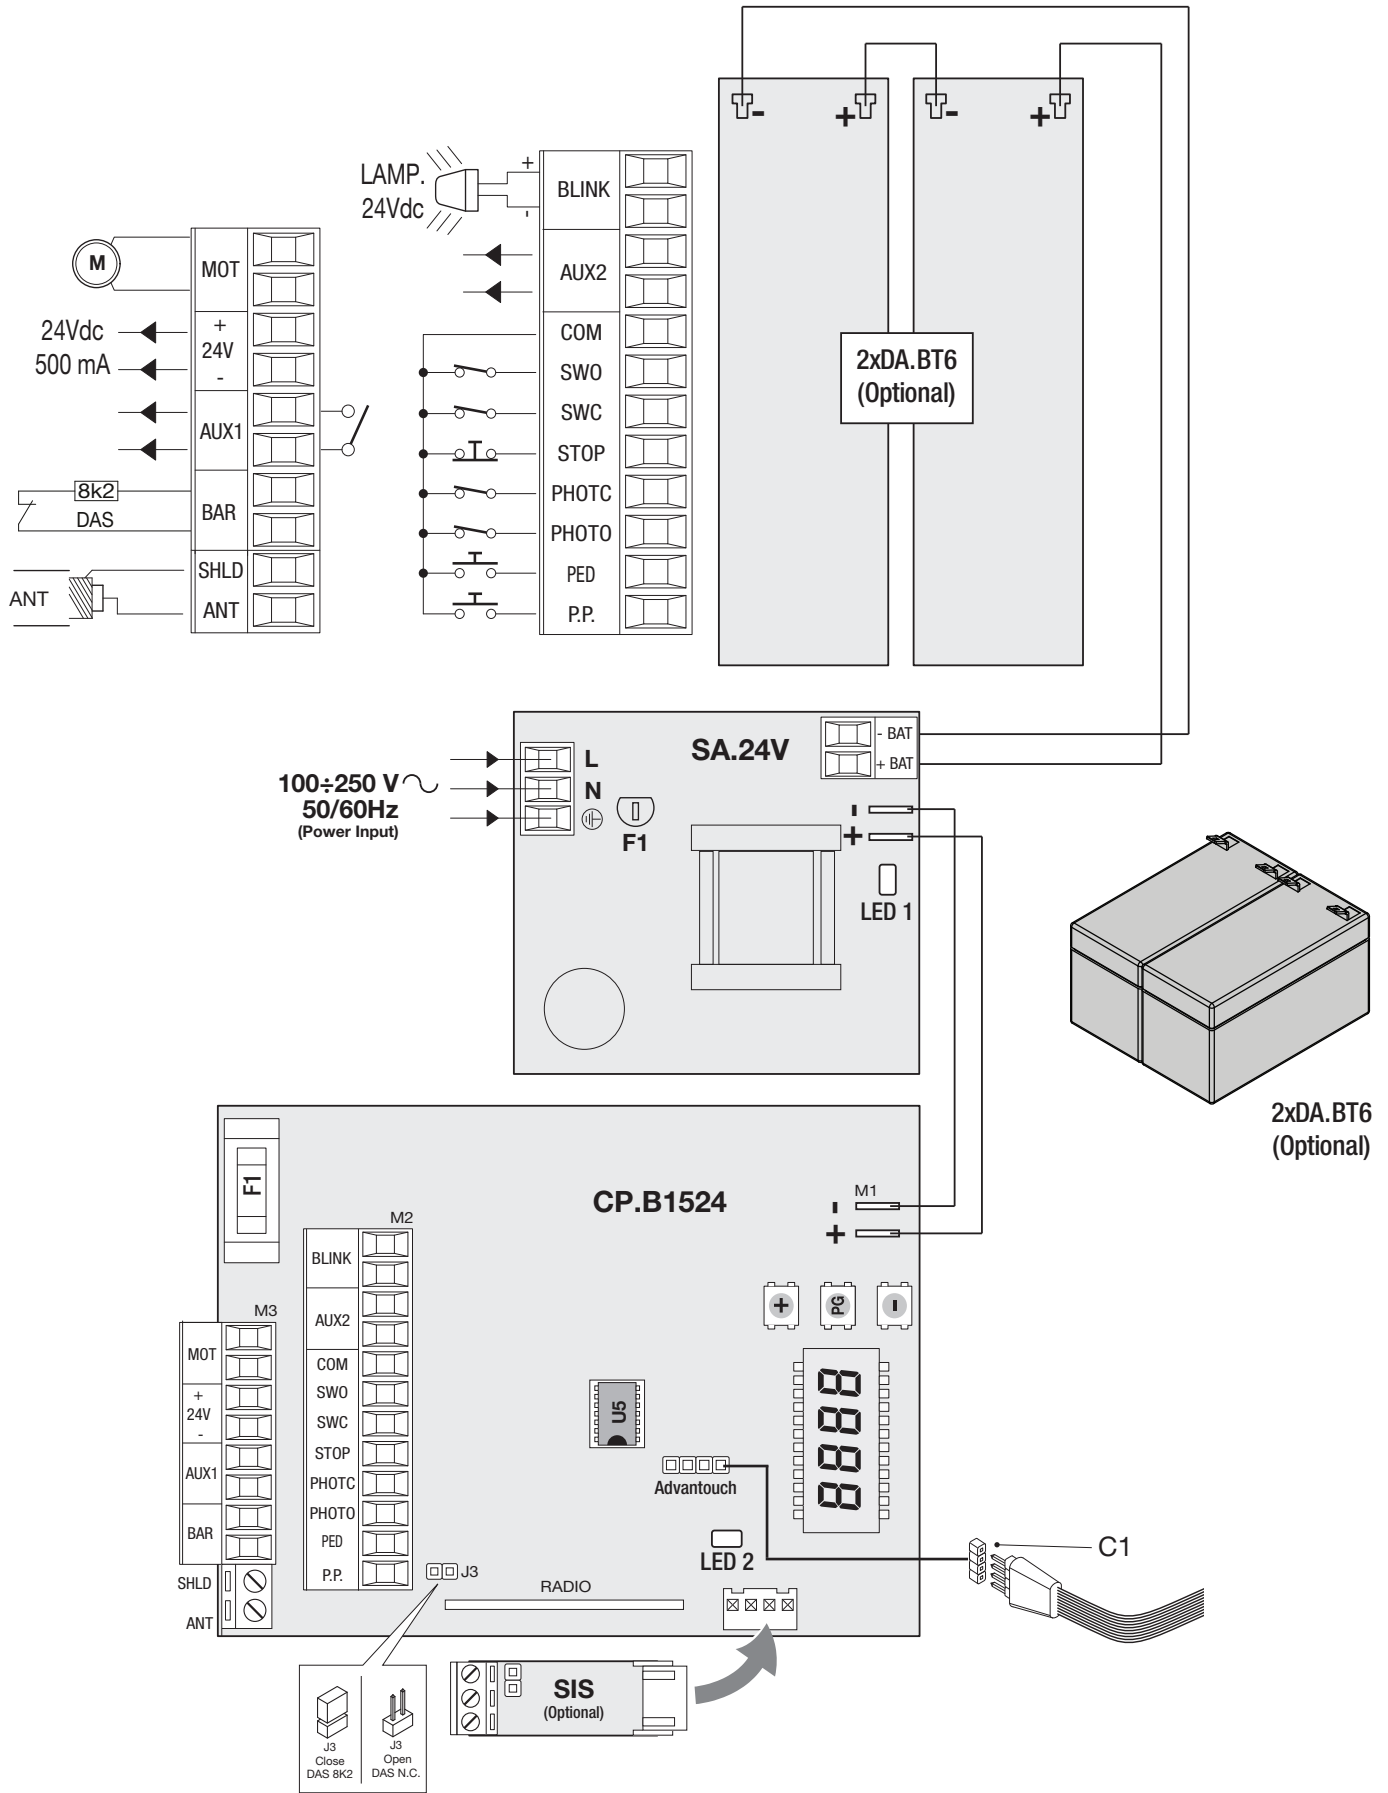 -
+
-
+
LAMP.
24Vdc
+
-
BLINK
AUX2
COM
SWO
SWC
STOP
PHOTC
PHOTO
PED
P.P.
M
MOT
24Vdc
500 mA
+
24V
-
AUX1
8k2
DAS
BAR
SHLD
ANT
ANT
2xDA.BT6
(Optional)
SA.24V
- BAT
+ BAT
100÷250 V
50/60Hz
(Power Input)
L
N
F1
-
+
LED 1
2xDA.BT6
(Optional)
F1
CP.B1524
M1
-
+
M2
BLINK
AUX2
COM
SWO
SWC
STOP
PHOTC
PHOTO
PED
P.P.
M3
MOT
+
24V
-
AUX1
BAR
SHLD
ANT
+
PG
-
8888
U5
Advantouch
LED 2
C1
J3
RADIO
J3
Close
DAS 8K2
J3
Open
DAS N.C.
SIS
(Optional)